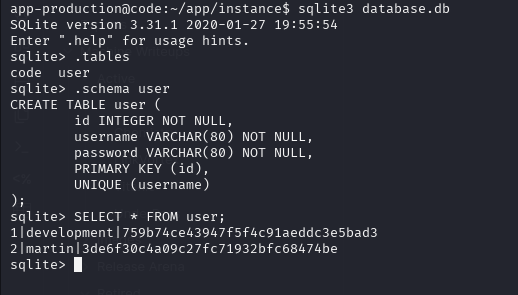 app-production@code:~/app/instance$ sqlite3 database.db
SQLite version 3.31.1 2020-01-27 19:55:54
Enter ".help" for usage hints.
sqlite> .tables
code  user
sqlite> .schema user
CREATE TABLE user (
        id INTEGER NOT NULL,
        username VARCHAR(80) NOT NULL,
        password VARCHAR(80) NOT NULL,
        PRIMARY KEY (id),
        UNIQUE (username)
);
sqlite> SELECT * FROM user;
1|development|759b74ce43947f5f4c91aeddc3e5bad3
2|martin|3de6f30c4a09c27fc71932bfc68474be
sqlite>